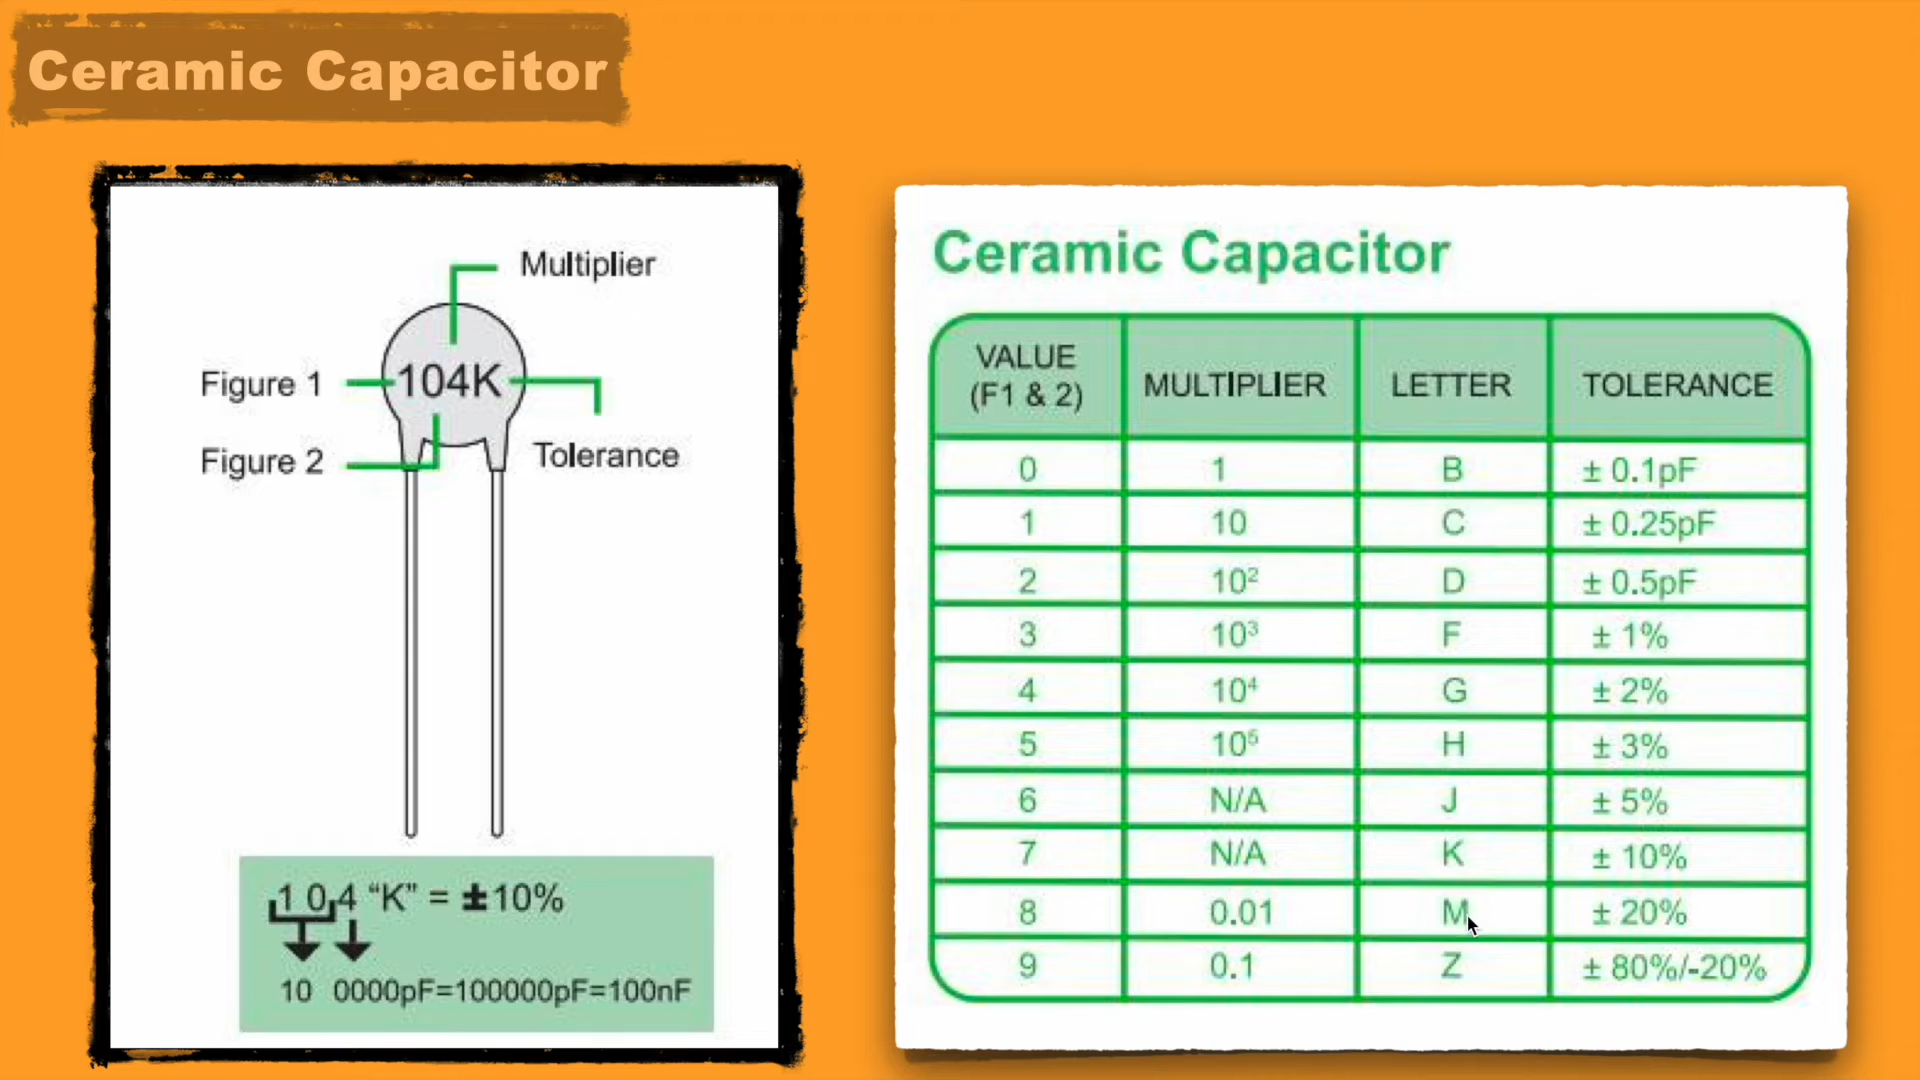 Ceramic Capacitor
Multiplier
104K
Figure 1
Figure 2
Tolerance
1 0 4 “K” = ±10%
10 0000pF=100000pF=100nF
Ceramic Capacitor
VALUE (F1 & 2) MULTIPLIER LETTER TOLERANCE
0 1 B ± 0.1pF
1 10 C ± 0.25pF
2 10² D ± 0.5pF
3 10³ F ± 1%
4 10⁴ G ± 2%
5 10⁵ H ± 3%
6 N/A J ± 5%
7 N/A K ± 10%
8 0.01 M ± 20%
9 0.1 Z ± 80%/-20%